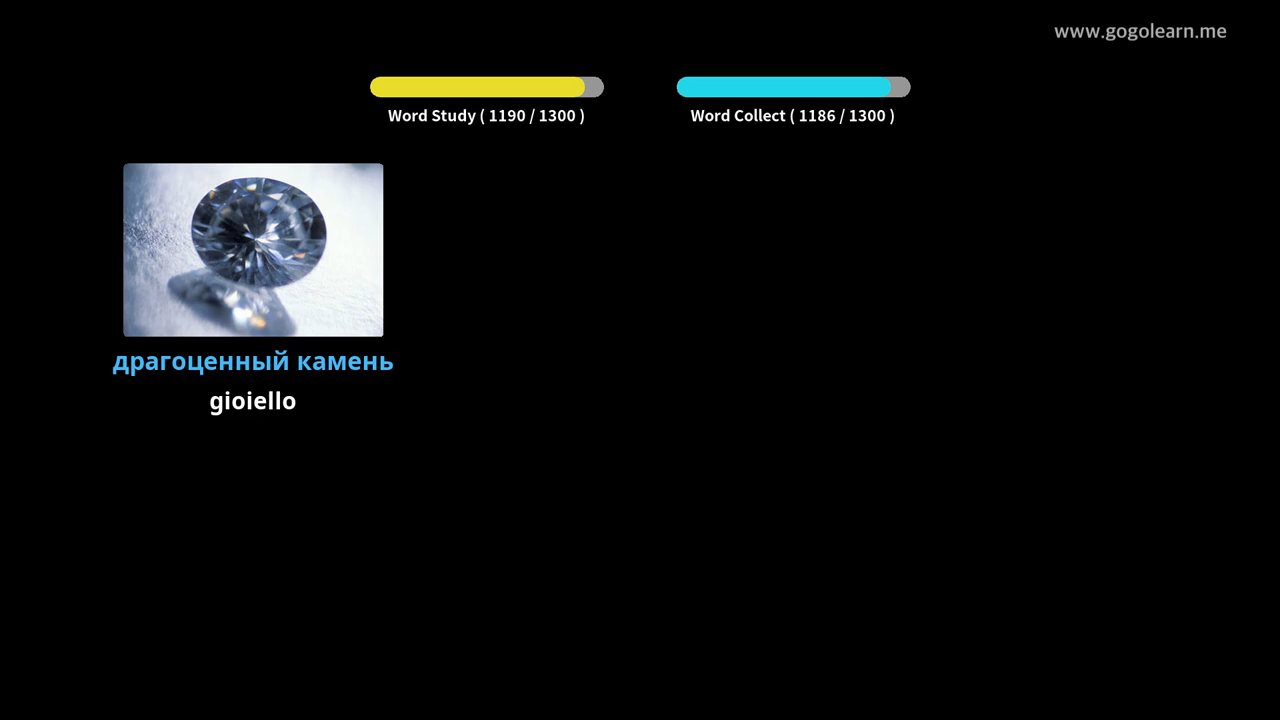 www.gogolearn.me
Word Study ( 1190 / 1300 )
Word Collect ( 1186 / 1300 )
драгоценный камень
gioiello